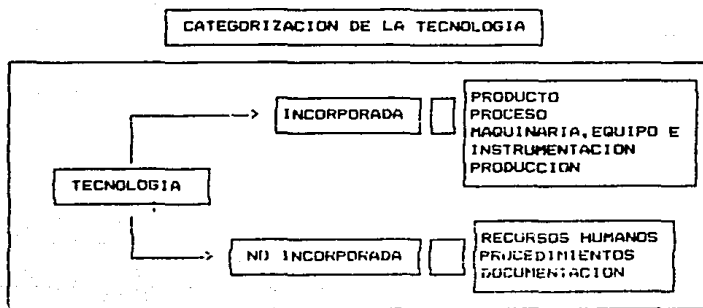 CATEGORIZACION DE LA TECNOLOGIA
INCORPORADA
PRODUCTO
PROCESO
MAQUINARIA, EQUIPO E
INSTRUMENTACION
PRODUCCION
TECNOLOGIA
NO INCORPORADA
RECURSOS HUMANOS
PROCEDIMIENTOS
DOCUMENTACION